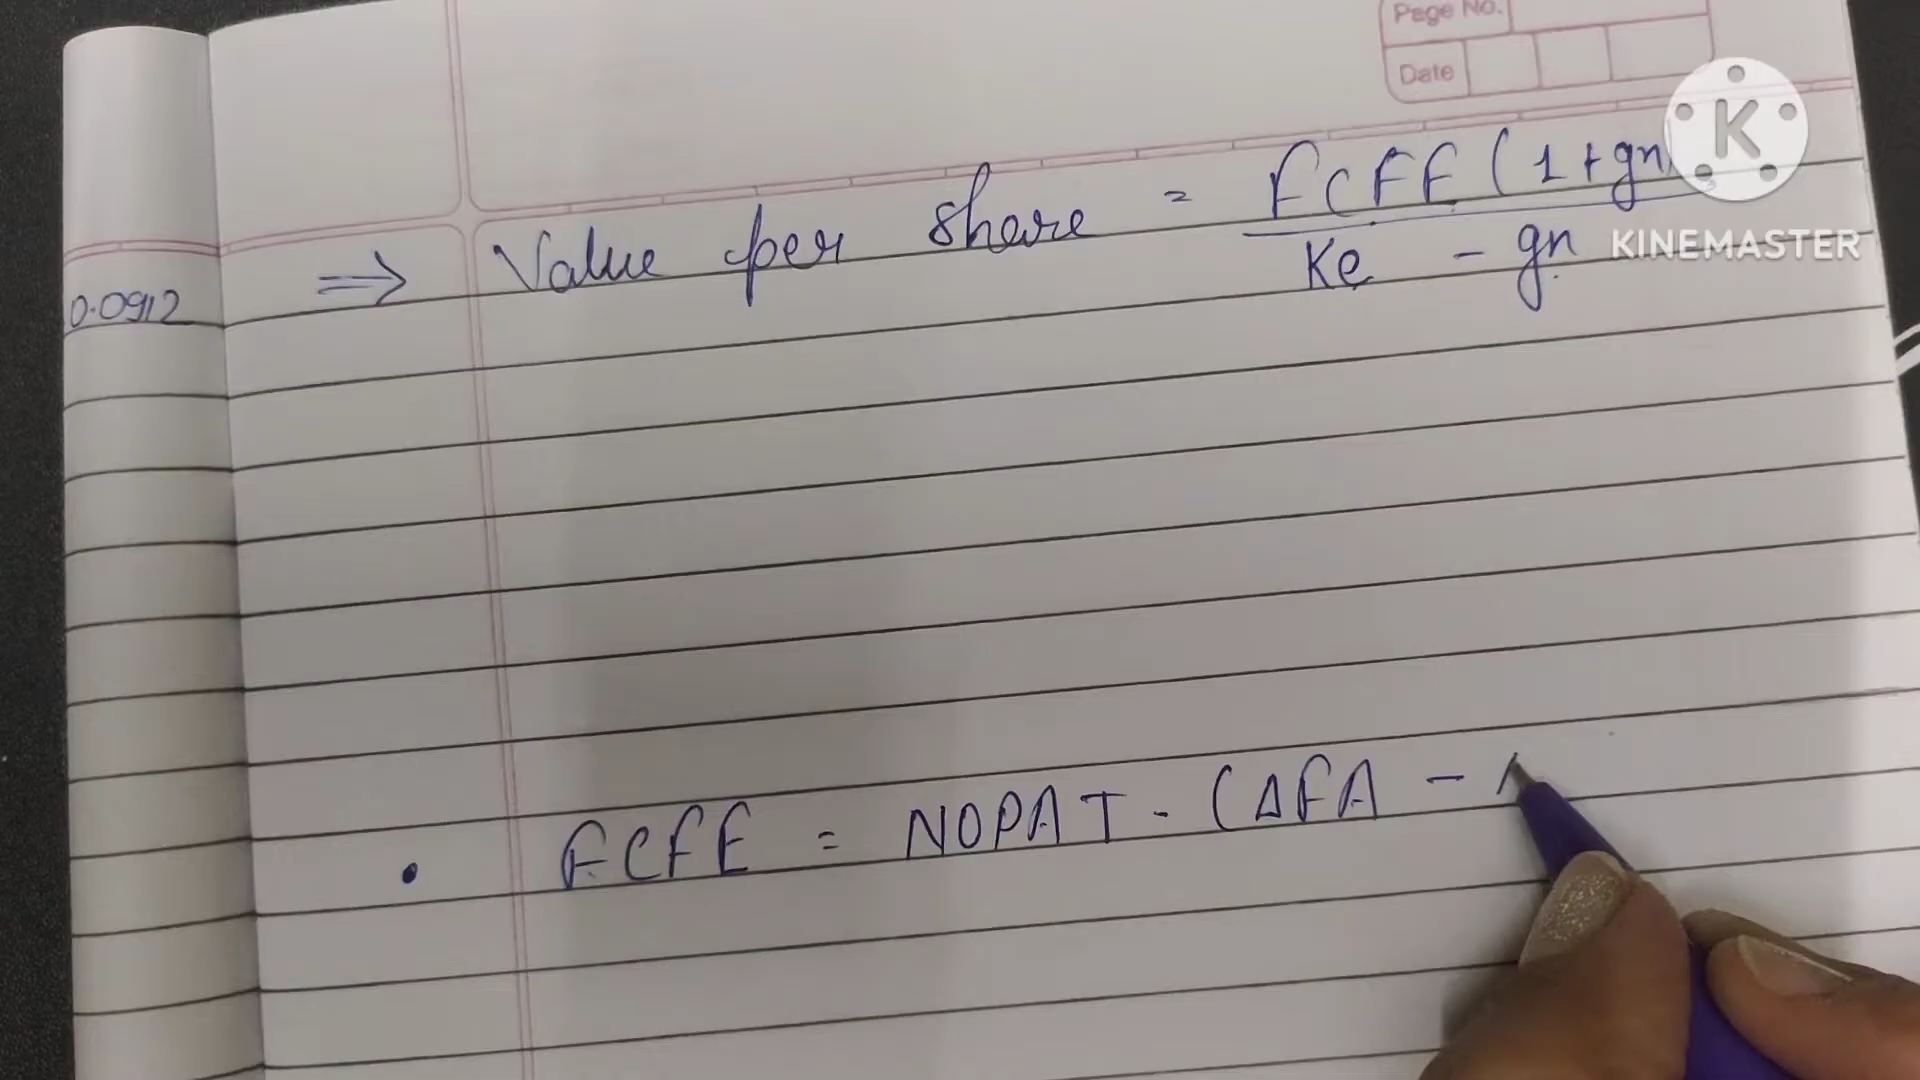 Page No.
Date
K
KINEMASTER
⇒ Value per share = FCFE (1+gn)
Ke - gn
0.0912
• FCFE = NOPAT - (ΔFA -